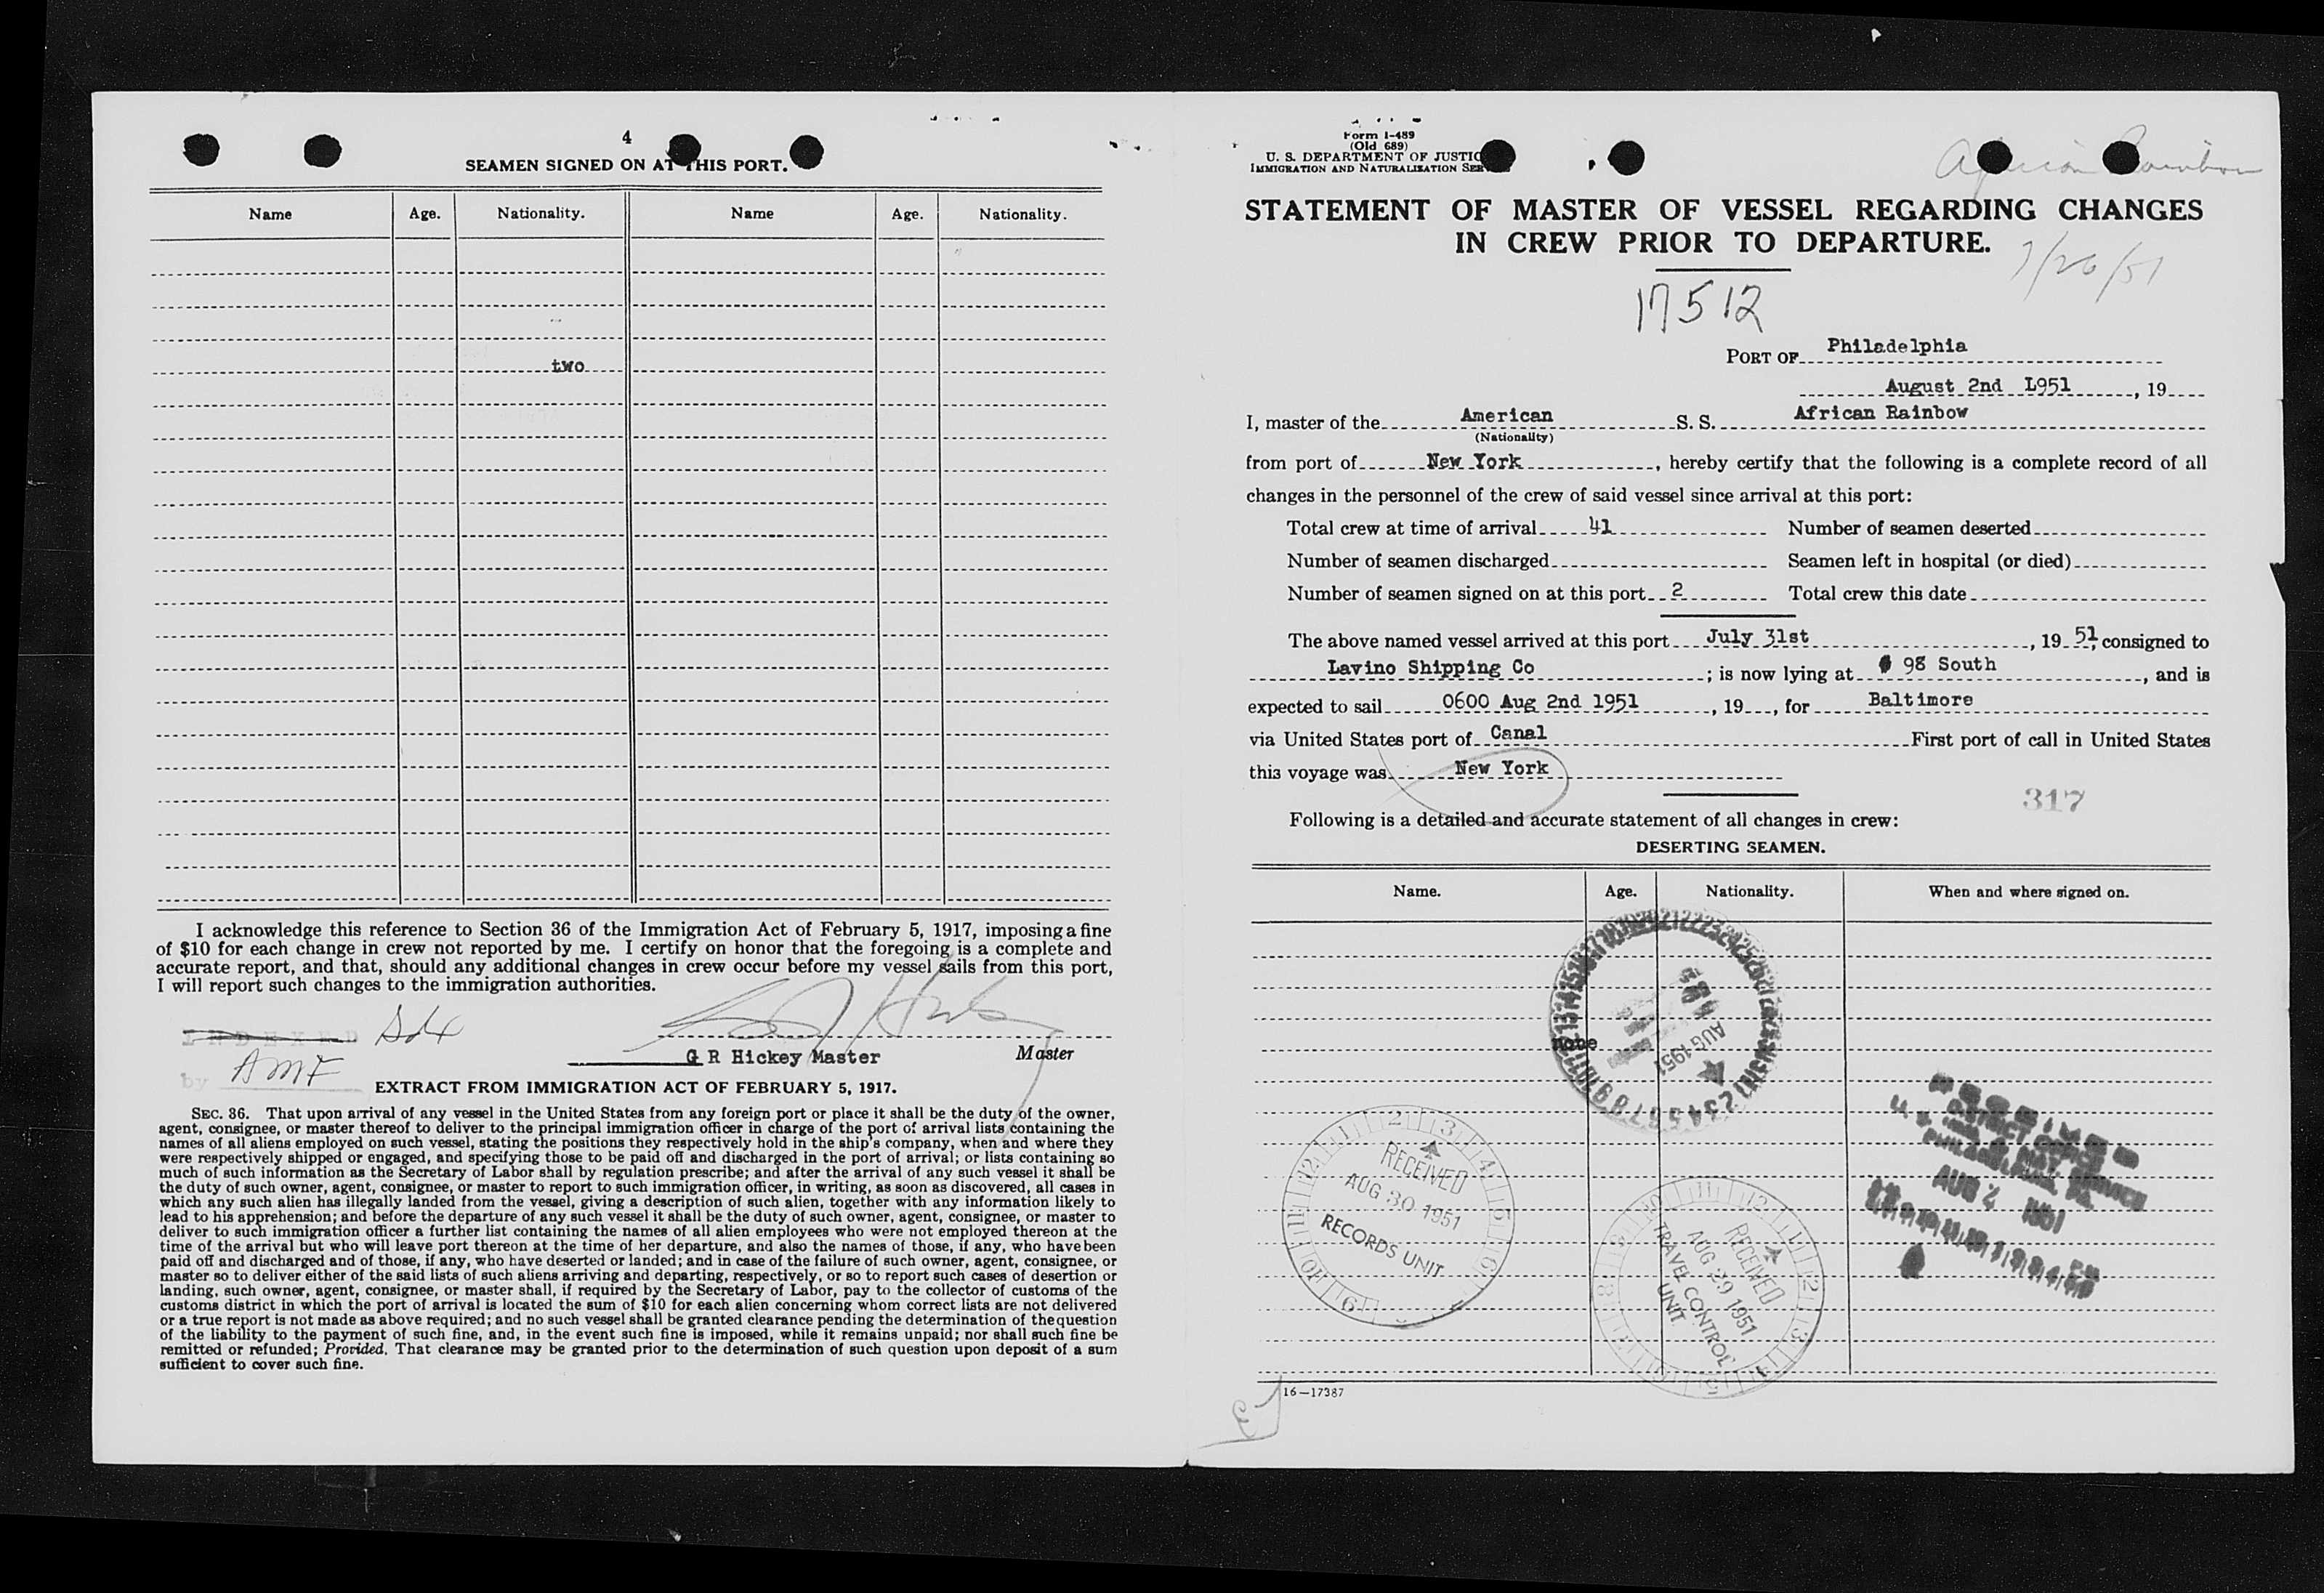 4
SEAMEN SIGNED ON AT THIS PORT.
Name Age. Nationality. Name Age. Nationality.
two
I acknowledge this reference to Section 36 of the Immigration Act of February 5, 1917, imposing a fine
of $10 for each change in crew not reported by me. I certify on honor that the foregoing is a complete and
accurate report, and that, should any additional changes in crew occur before my vessel sails from this port,
I will report such changes to the immigration authorities.
INDEXED
G R Hickey Master Master
by AMF
EXTRACT FROM IMMIGRATION ACT OF FEBRUARY 5, 1917.
SEC. 36. That upon arrival of any vessel in the United States from any foreign port or place it shall be the duty of the owner,
agent, consignee, or master thereof to deliver to the principal immigration officer in charge of the port of arrival lists containing the
names of all aliens employed on such vessel, stating the positions they respectively hold in the ship's company, when and where they
were respectively shipped or engaged, and specifying those to be paid off and discharged in the port of arrival; or lists containing so
much of such information as the Secretary of Labor shall by regulation prescribe; and after the arrival of any such vessel it shall be
the duty of such owner, agent, consignee, or master to report to such immigration officer, in writing, as soon as discovered, all cases in
which any such alien has illegally landed from the vessel, giving a description of such alien, together with any information likely to
lead to his apprehension; and before the departure of any such vessel it shall be the duty of such owner, agent, consignee, or master to
deliver to such immigration officer a further list containing the names of all alien employees who were not employed thereon at the
time of the arrival but who will leave port thereon at the time of her departure, and also the names of those, if any, who have been
paid off and discharged and of those, if any, who have deserted or landed; and in case of the failure of such owner, agent, consignee, or
master so to deliver either of the said lists of such aliens arriving and departing, respectively, or so to report such cases of desertion or
landing, such owner, agent, consignee, or master shall, if required by the Secretary of Labor, pay to the collector of customs of the
customs district in which the port of arrival is located the sum of $10 for each alien concerning whom correct lists are not delivered
or a true report is not made as above required; and no such vessel shall be granted clearance pending the determination of the question
of the liability to the payment of such fine, and, in the event such fine is imposed, while it remains unpaid; nor shall such fine be
remitted or refunded; Provided, That clearance may be granted prior to the determination of such question upon deposit of a sum
sufficient to cover such fine.
Form I-489
(Old 689)
U. S. DEPARTMENT OF JUSTIC
IMMIGRATION AND NATURALIZATION SER
African Rainbow
STATEMENT OF MASTER OF VESSEL REGARDING CHANGES
IN CREW PRIOR TO DEPARTURE.
7/26/51
17512
PORT OF Philadelphia
August 2nd L951, 19
I, master of the American S. S. African Rainbow
(Nationality)
from port of New York, hereby certify that the following is a complete record of all
changes in the personnel of the crew of said vessel since arrival at this port:
Total crew at time of arrival 41 Number of seamen deserted
Number of seamen discharged Seamen left in hospital (or died)
Number of seamen signed on at this port 2 Total crew this date
The above named vessel arrived at this port July 31st, 19 51, consigned to
Lavino Shipping Co; is now lying at 98 South, and is
expected to sail 0600 Aug 2nd 1951, 19, for Baltimore
via United States port of Canal First port of call in United States
this voyage was New York
317
Following is a detailed and accurate statement of all changes in crew:
DESERTING SEAMEN.
Name. Age. Nationality. When and where signed on.
AUG 1951
none
RECEIVED
AUG 30 1951
RECORDS UNIT
RECEIVED
AUG 29 1951
TRAVEL CONTROL
UNIT
DISTRICT OFFICE
PHILADELPHIA, PA.
AUG 2 1951
16—17387